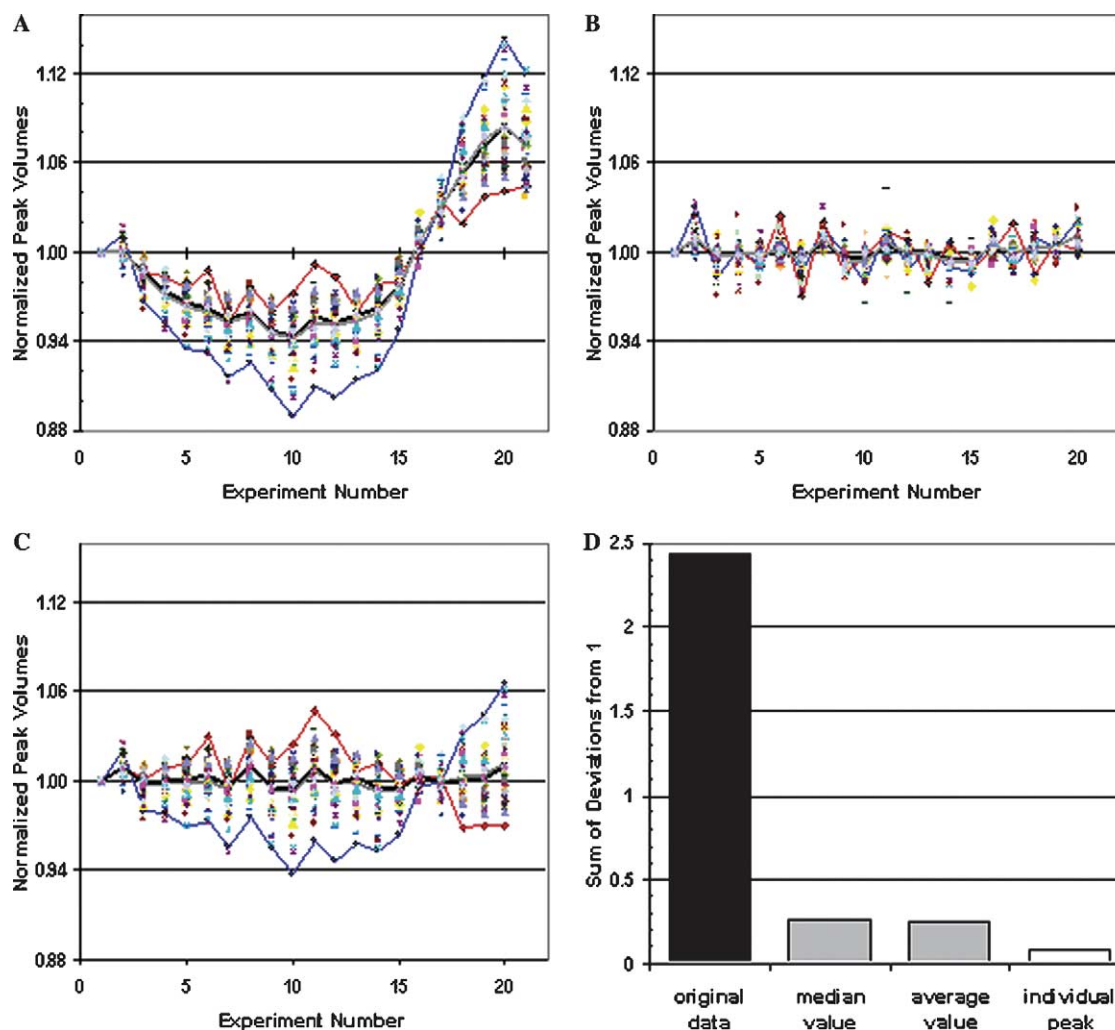 A
1.12
1.06
1.00
0.94
0.88
Normalized Peak Volumes
0 5 10 15 20
Experiment Number
B
1.12
1.06
1.00
0.94
0.88
Normalized Peak Volumes
0 5 10 15 20
Experiment Number
C
1.12
1.06
1.00
0.94
0.88
Normalized Peak Volumes
0 5 10 15 20
Experiment Number
D
2.5
2
1.5
1
0.5
0
Sum of Deviations from 1
original data
median value
average value
individual peak